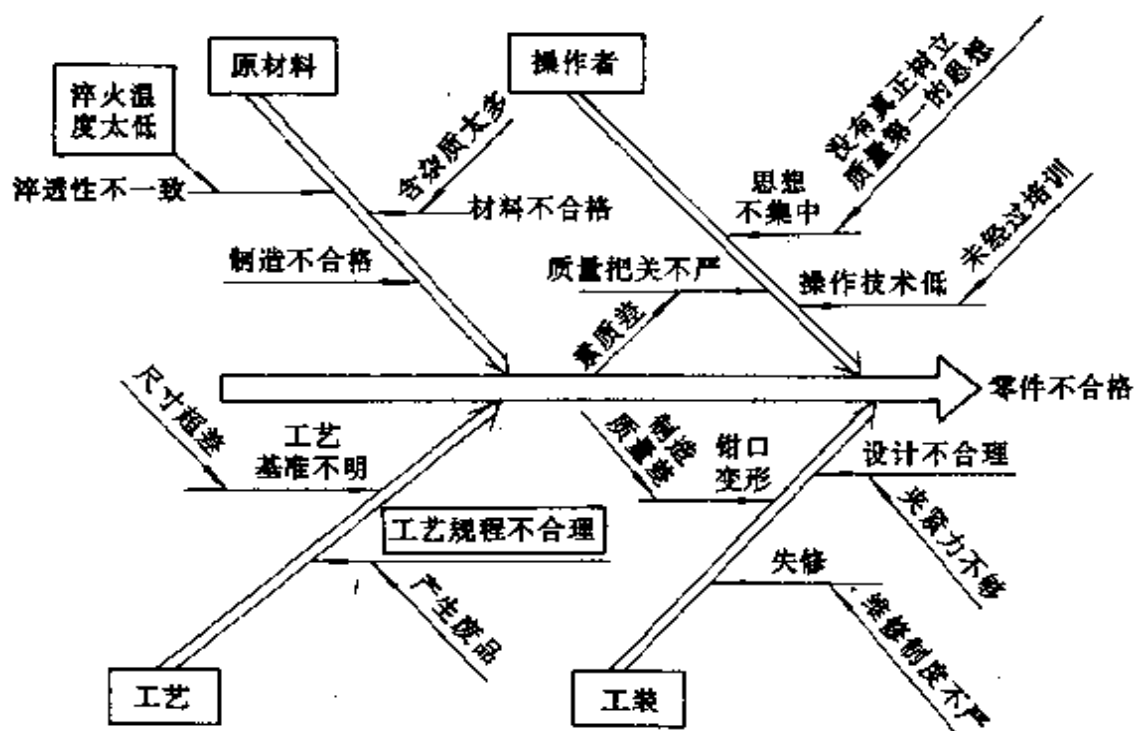 原材料
操作者
淬火温
度太低
淬透性不一致
含杂质太多
材料不合格
制造不合格
没有真正树立
质量第一的思想
思想
不集中
未经过培训
质量把关不严
操作技术低
素质差
零件不合格
尺寸超差
工艺
基准不明
制造
质量差
钳口
变形
设计不合理
夹紧力不够
工艺规程不合理
产生废品
失修
维修制度不严
工艺
工装